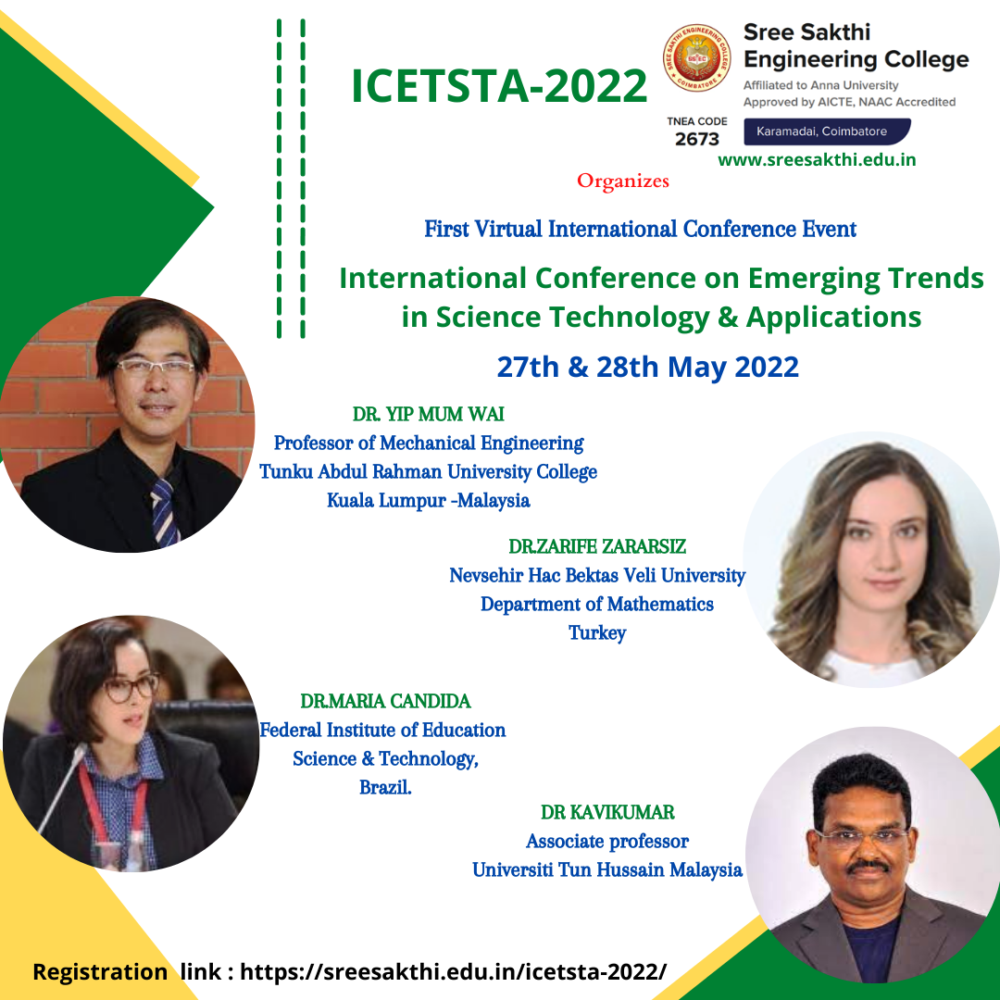 ICETSTA-2022
SREE SAKTHI ENGINEERING COLLEGE
SSEC
COIMBATORE
Sree Sakthi
Engineering College
Affiliated to Anna University
Approved by AICTE, NAAC Accredited
TNEA CODE
2673
Karamadai, Coimbatore
www.sreesakthi.edu.in
Organizes
First Virtual International Conference Event
International Conference on Emerging Trends
in Science Technology & Applications
27th & 28th May 2022
DR. YIP MUM WAI
Professor of Mechanical Engineering
Tunku Abdul Rahman University College
Kuala Lumpur -Malaysia
DR.ZARIFE ZARARSIZ
Nevsehir Hac Bektas Veli University
Department of Mathematics
Turkey
DR.MARIA CANDIDA
Federal Institute of Education
Science & Technology,
Brazil.
DR KAVIKUMAR
Associate professor
Universiti Tun Hussain Malaysia
Registration link : https://sreesakthi.edu.in/icetsta-2022/